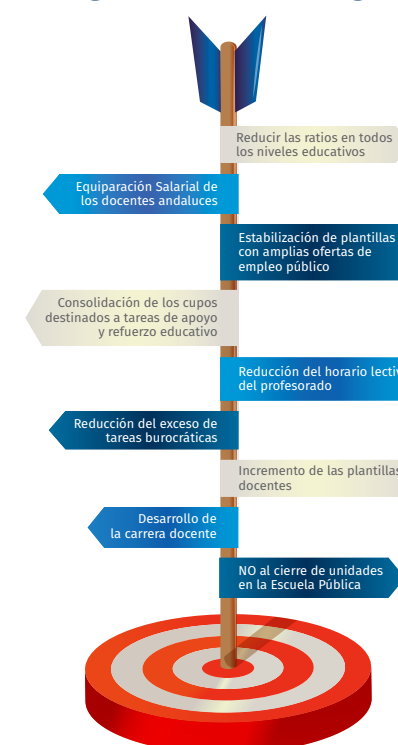 Reducir las ratios en todos
los niveles educativos
Equiparación Salarial de
los docentes andaluces
Estabilización de plantillas
con amplias ofertas de
empleo público
Consolidación de los cupos
destinados a tareas de apoyo
y refuerzo educativo
Reducción del horario lectiv
del profesorado
Reducción del exceso de
tareas burocráticas
Incremento de las plantillas
docentes
Desarrollo de
la carrera docente
NO al cierre de unidades
en la Escuela Pública